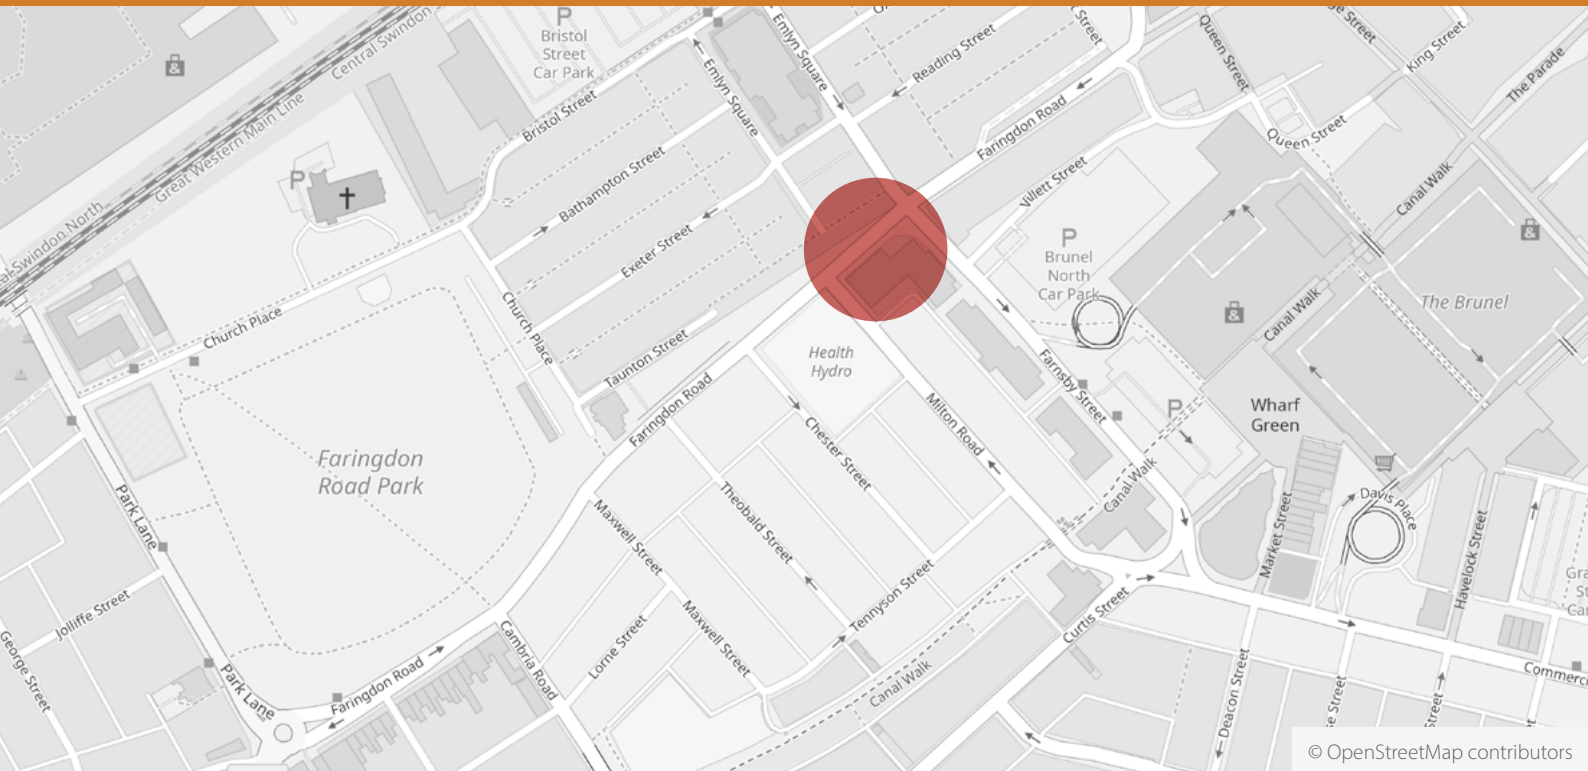 Central Swindon
Great Western Main Line
Swindon North
P
Bristol
Street
Car Park
Bristol Street
Emlyn Square
Emlyn Square
Reading Street
Street
Faringdon Road
Queen Street
King Street
The Parade
Queen Street
Canal Walk
P
Bathampton Street
Exeter Street
Villett Street
P
Brunel
North
Car Park
The Brunel
Canal Walk
Church Place
Church Place
Taunton Street
Health
Hydro
Faringdon Road
Farnsby Street
Milton Road
Chester Street
P
Wharf
Green
Canal Walk
Davis Place
Market Street
Havelock Street
Faringdon
Road Park
Park Lane
Maxwell Street
Theobald Street
Tennyson Street
Curtis Street
Jolliffe Street
George Street
Park Lane
Faringdon Road
Cambria Road
Lorne Street
Maxwell Street
Canal Walk
Deacon Street
Street
Street
© OpenStreetMap contributors